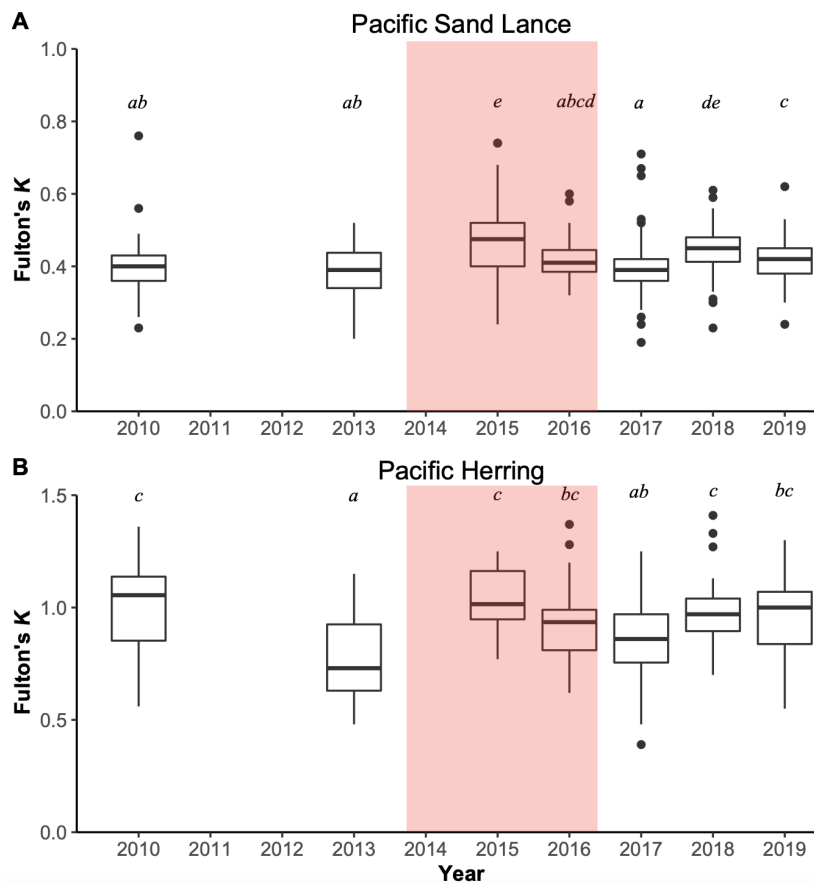 A
Pacific Sand Lance
1.0
ab ab e abcd a de c
0.8
0.6
Fulton's K
0.4
0.2
0.0
2010 2011 2012 2013 2014 2015 2016 2017 2018 2019
B
Pacific Herring
1.5
c a c bc ab c bc
1.0
Fulton's K
0.5
0.0
2010 2011 2012 2013 2014 2015 2016 2017 2018 2019
Year